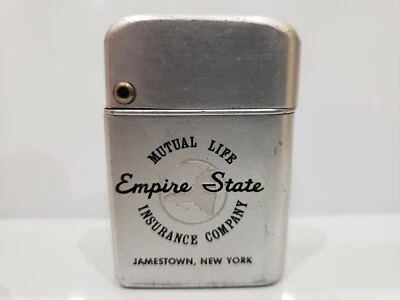 MUTUAL LIFE
Empire State
INSURANCE COMPANY
JAMESTOWN, NEW YORK